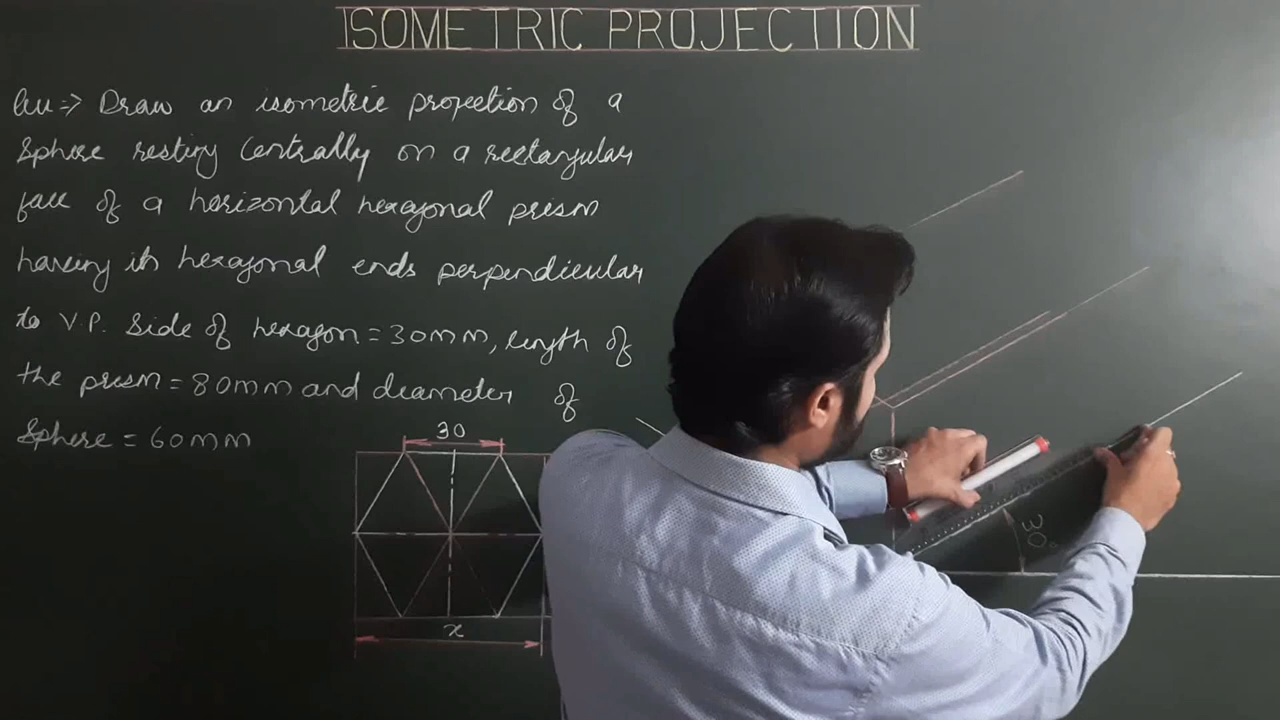 ISOMETRIC PROJECTION
Qu => Draw an isometric projection of a
Sphere resting Centrally on a rectangular
face of a horizontal hexagonal prism
having its hexagonal ends perpendicular
to V.P. Side of hexagon = 30mm, length of
the prism = 80mm and diameter of
Sphere = 60mm
30
x
30°